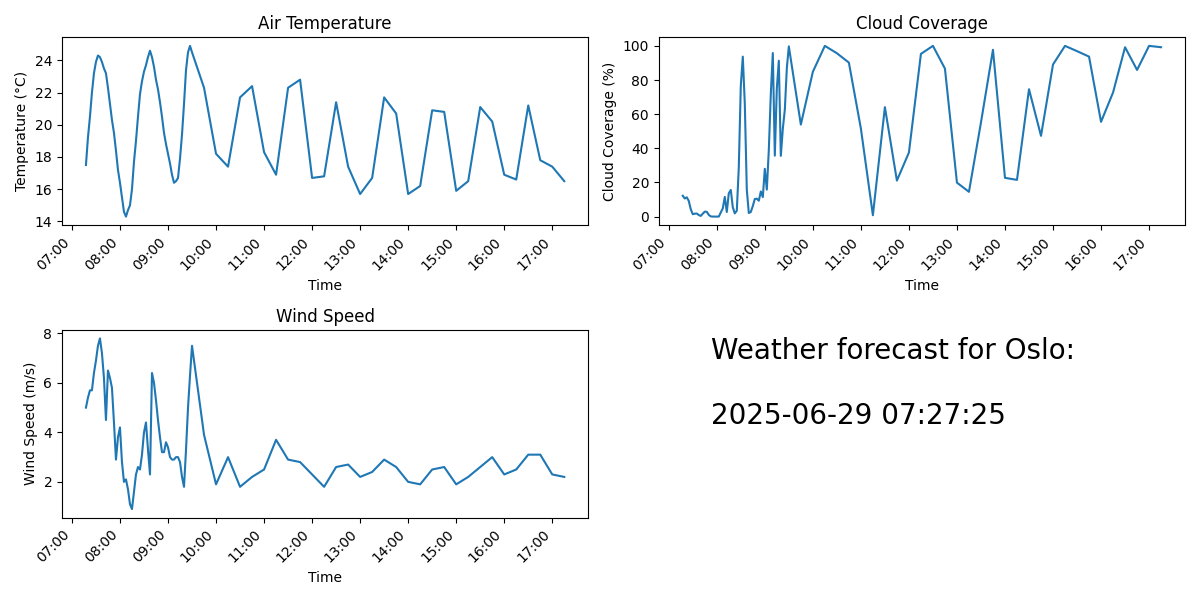 Air Temperature
Temperature (°C)
24
22
20
18
16
14
07:00 08:00 09:00 10:00 11:00 12:00 13:00 14:00 15:00 16:00 17:00
Time
Cloud Coverage
Cloud Coverage (%)
100
80
60
40
20
0
07:00 08:00 09:00 10:00 11:00 12:00 13:00 14:00 15:00 16:00 17:00
Time
Wind Speed
Wind Speed (m/s)
8
6
4
2
07:00 08:00 09:00 10:00 11:00 12:00 13:00 14:00 15:00 16:00 17:00
Time
Weather forecast for Oslo:
2025-06-29 07:27:25